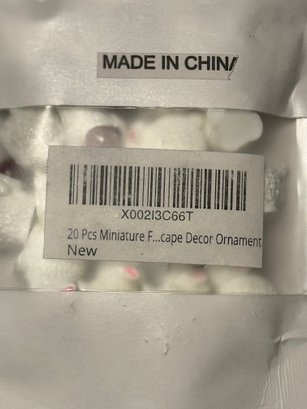 MADE IN CHINA
X002I3C66T
20 Pcs Miniature F...cape Decor Ornament
New